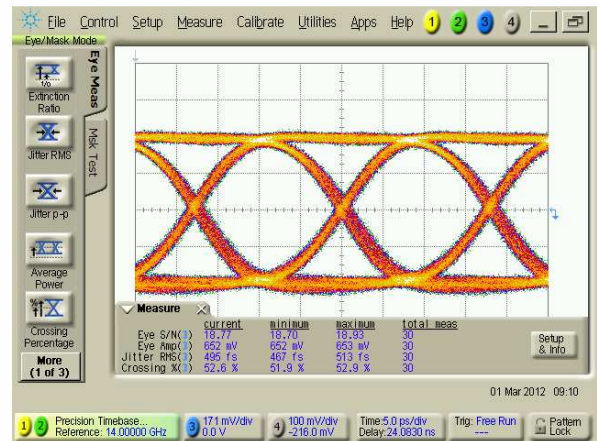 File Control Setup Measure Calibrate Utilities Apps Help 1 2 3 4
Eye/Mask Mode
Eye Meas
Msk Test
Extinction
Ratio
Jitter RMS
Jitter p-p
Average
Power
Crossing
Percentage
More
(1 of 3)
Measure
current minimum maximum total meas
Eye S/N(3) 18.77 18.70 18.93 30
Eye Amp(3) 652 mV 652 mV 653 mV 30
Jitter RMS(3) 495 fs 467 fs 513 fs 30
Crossing %(3) 52.6 % 51.9 % 52.9 % 30
Setup
& Info
01 Mar 2012 09:10
1 2 Precision Timebase...
Reference: 14.00000 GHz
3 171 mV/div
0.0 V
4 100 mV/div
-216.0 mV
Time:5.0 ps/div
Delay:24.0830 ns
Trig: Free Run
----
Pattern
Lock